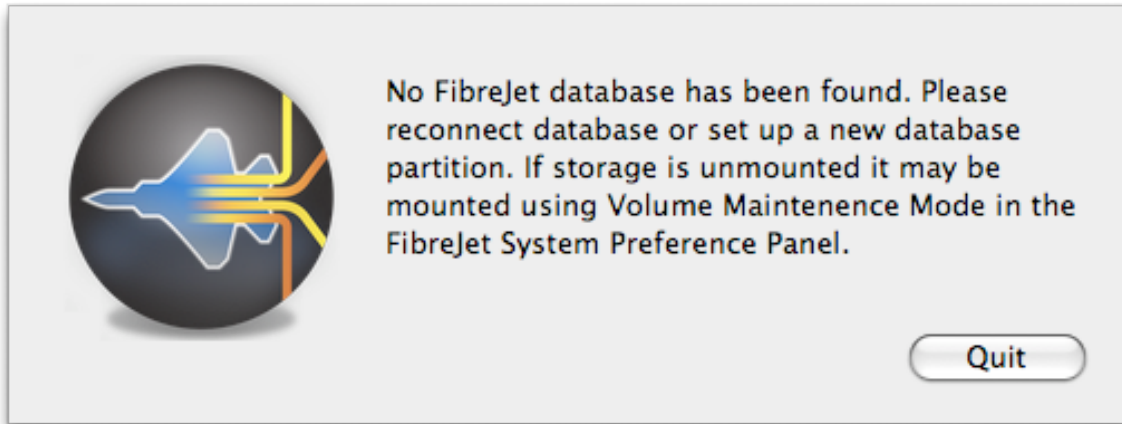 No FibreJet database has been found. Please
reconnect database or set up a new database
partition. If storage is unmounted it may be
mounted using Volume Maintenence Mode in the
FibreJet System Preference Panel.
Quit